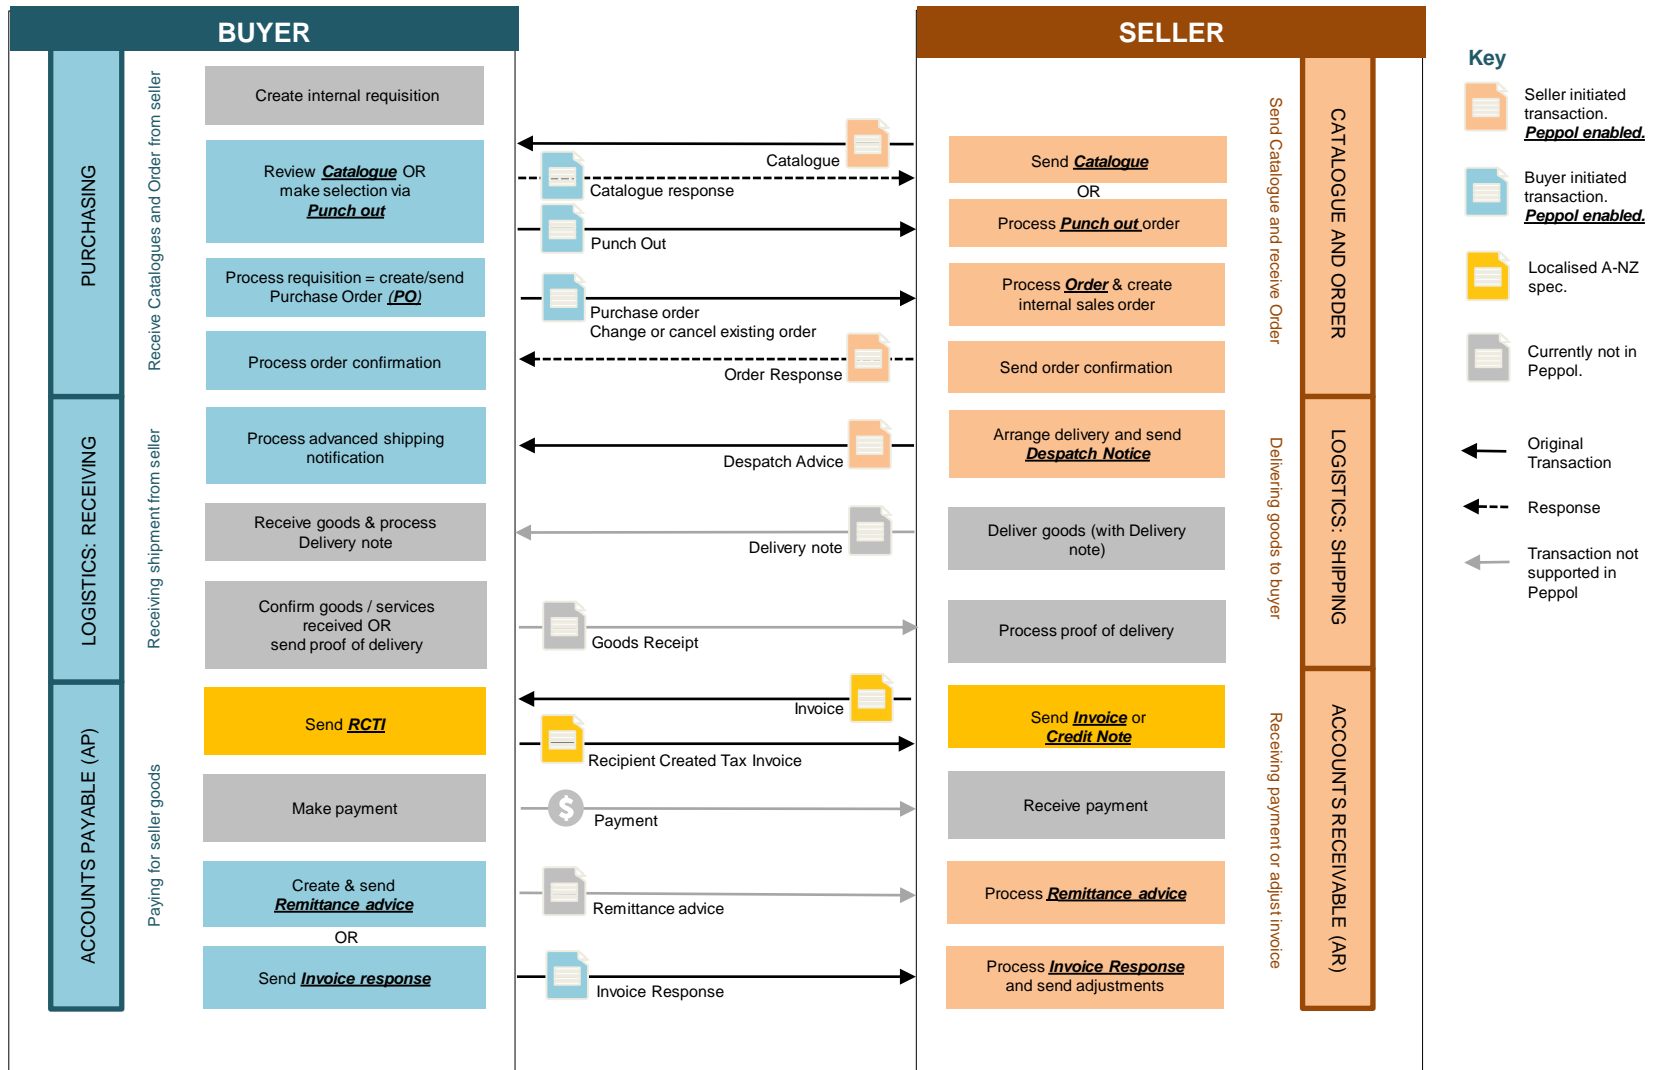 BUYER
SELLER
PURCHASING
LOGISTICS: RECEIVING
ACCOUNTS PAYABLE (AP)
Receive Catalogues and Order from seller
Receiving shipment from seller
Paying for seller goods
Create internal requisition
Review Catalogue OR
make selection via
Punch out
Process requisition = create/send
Purchase Order (PO)
Process order confirmation
Process advanced shipping
notification
Receive goods & process
Delivery note
Confirm goods / services
received OR
send proof of delivery
Send RCTI
Make payment
Create & send
Remittance advice
OR
Send Invoice response
Catalogue
Catalogue response
Punch Out
Purchase order
Change or cancel existing order
Order Response
Despatch Advice
Delivery note
Goods Receipt
Invoice
Recipient Created Tax Invoice
$
Payment
Remittance advice
Invoice Response
Send Catalogue
OR
Process Punch out order
Process Order & create
internal sales order
Send order confirmation
Arrange delivery and send
Despatch Notice
Deliver goods (with Delivery
note)
Process proof of delivery
Send Invoice or
Credit Note
Receive payment
Process Remittance advice
Process Invoice Response
and send adjustments
Send Catalogue and receive Order
Delivering goods to buyer
Receiving payment or adjust invoice
CATALOGUE AND ORDER
LOGISTICS: SHIPPING
ACCOUNTS RECEIVABLE (AR)
Key
Seller initiated
transaction.
Peppol enabled.
Buyer initiated
transaction.
Peppol enabled.
Localised A-NZ
spec.
Currently not in
Peppol.
Original
Transaction
Response
Transaction not
supported in
Peppol